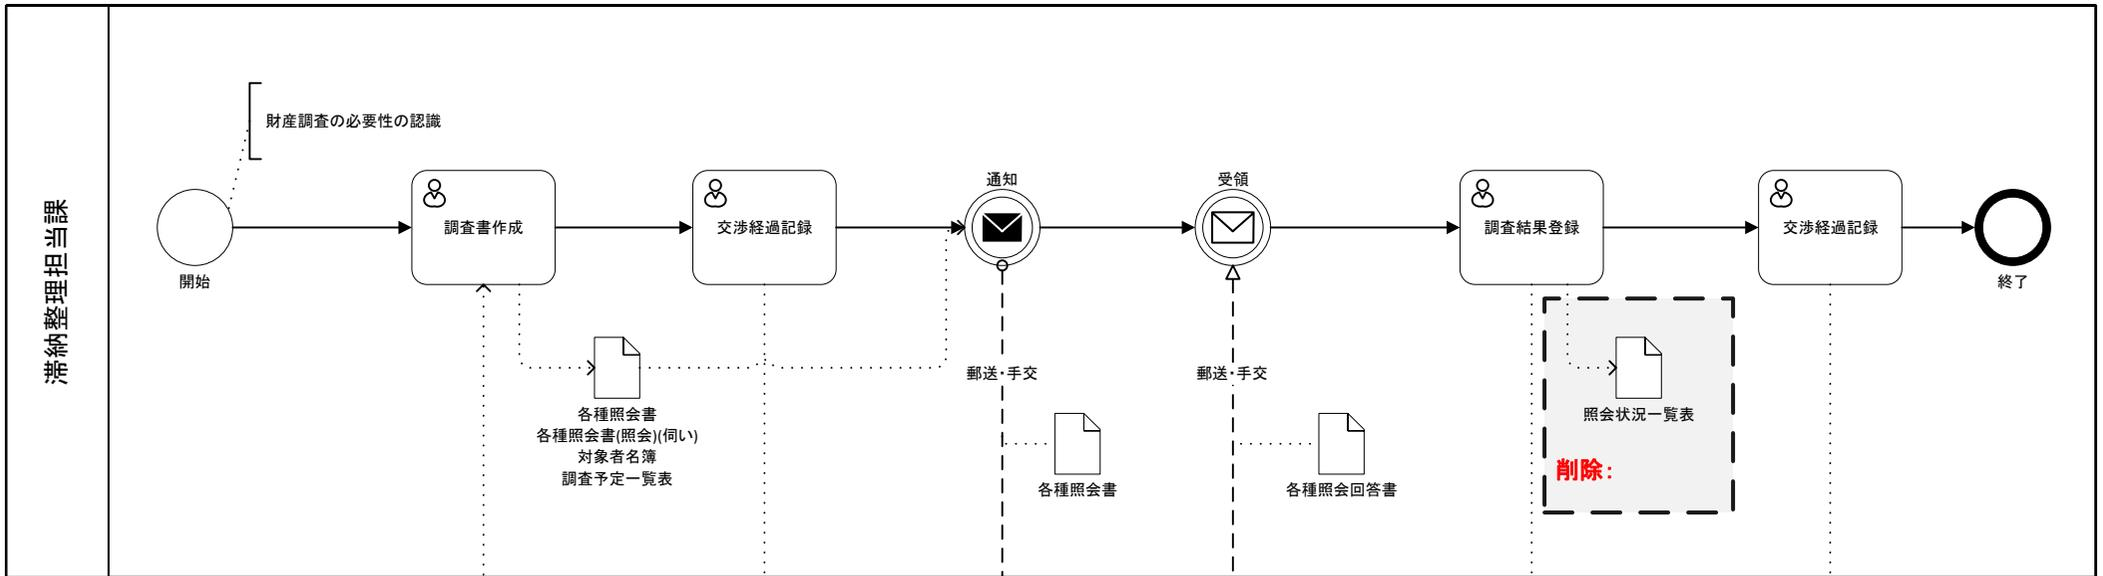 滞納整理担当課
財産調査の必要性の認識
開始
調査書作成
交渉経過記録
通知
受領
調査結果登録
交渉経過記録
終了
各種照会書
各種照会書(照会)(伺い)
対象者名簿
調査予定一覧表
郵送・手交
各種照会書
郵送・手交
各種照会回答書
照会状況一覧表
削除: